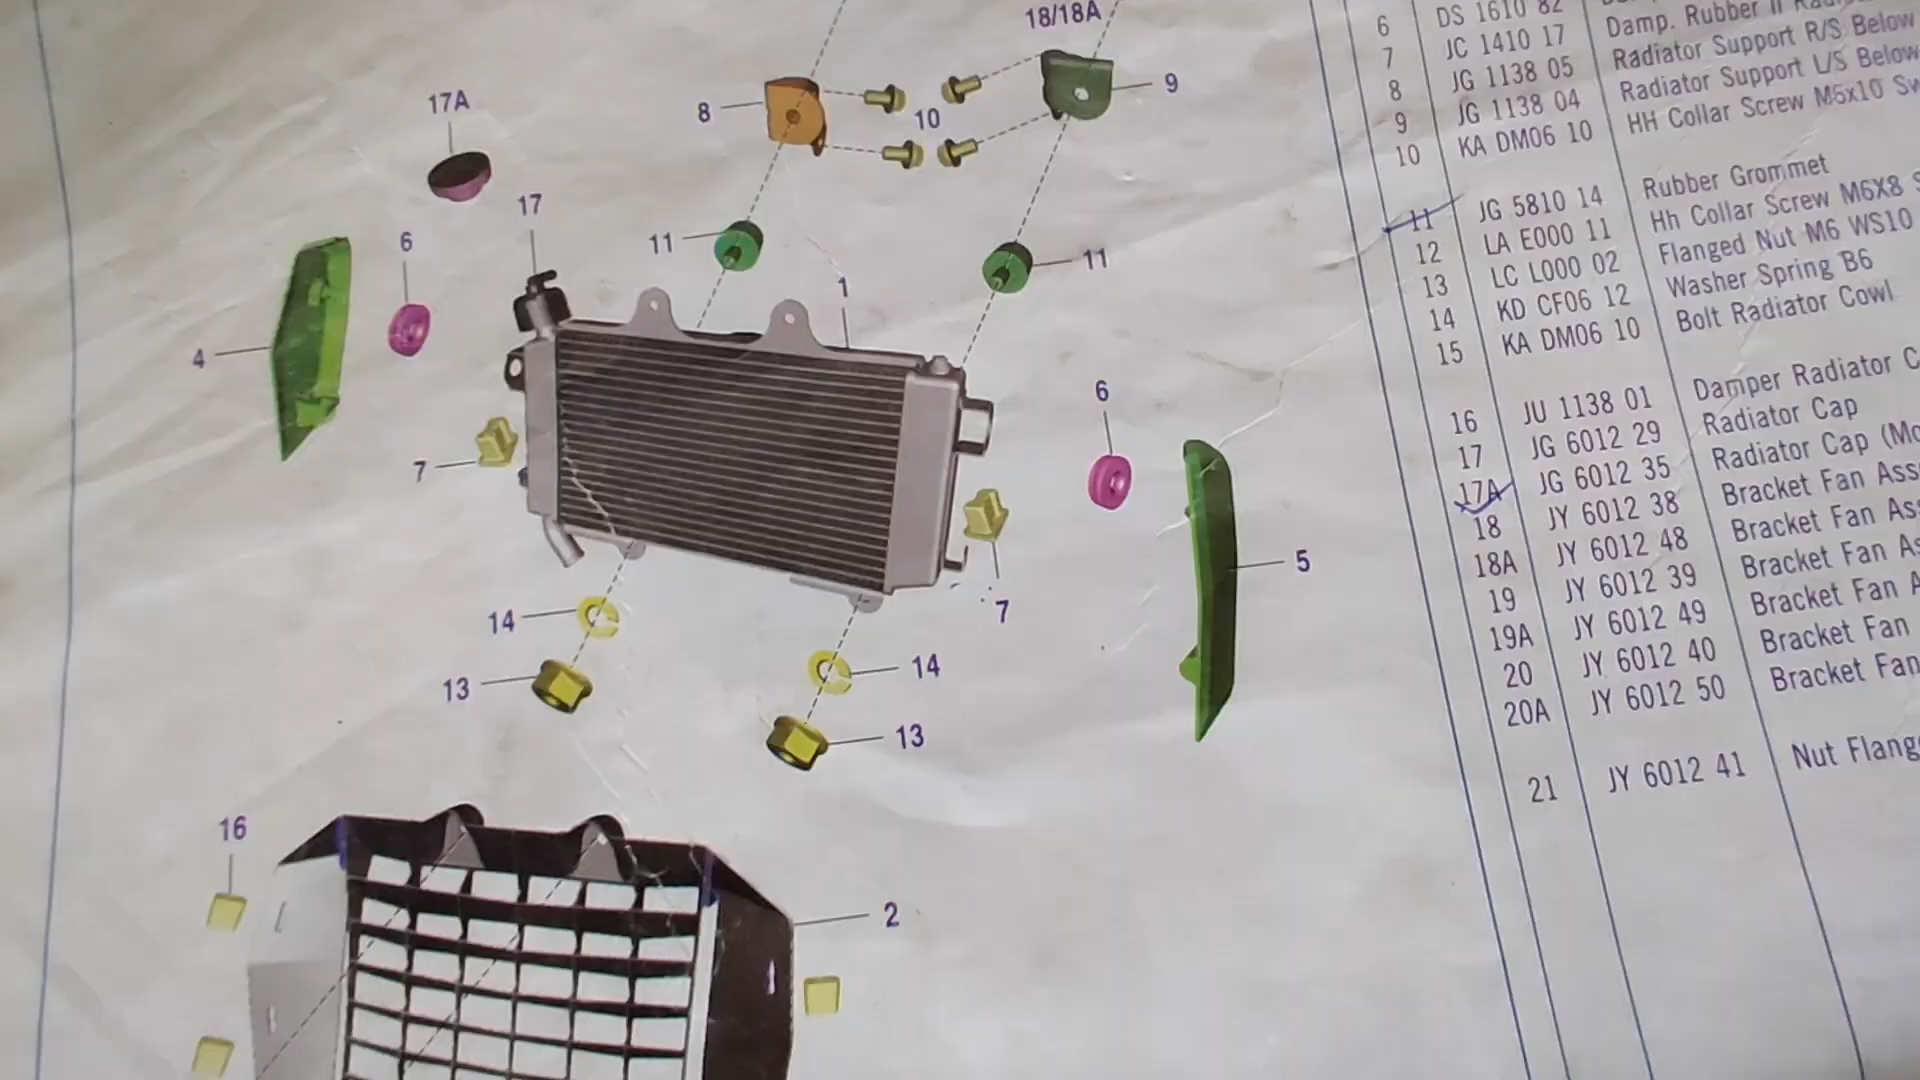 18/18A
8
10
9
17A
17
11
11
6
1
4
6
7
5
7
14
14
13
13
16
2
6 DS 1610 82
7 JC 1410 17 Damp. Rubber II
8 JG 1138 05 Radiator Support R/S Below
9 JG 1138 04 Radiator Support L/S Below
10 KA DM06 10 HH Collar Screw M6x10
11 JG 5810 14 Rubber Grommet
12 LA E000 11 Hh Collar Screw M6X8
13 LC L000 02 Flanged Nut M6 WS10
14 KD CF06 12 Washer Spring B6
15 KA DM06 10 Bolt Radiator Cowl
16 JU 1138 01 Damper Radiator
17 JG 6012 29 Radiator Cap
17A JG 6012 35 Radiator Cap
18 JY 6012 38 Bracket Fan
18A JY 6012 48 Bracket Fan
19 JY 6012 39 Bracket Fan
19A JY 6012 49 Bracket Fan
20 JY 6012 40 Bracket Fan
20A JY 6012 50 Bracket Fan
21 JY 6012 41 Nut